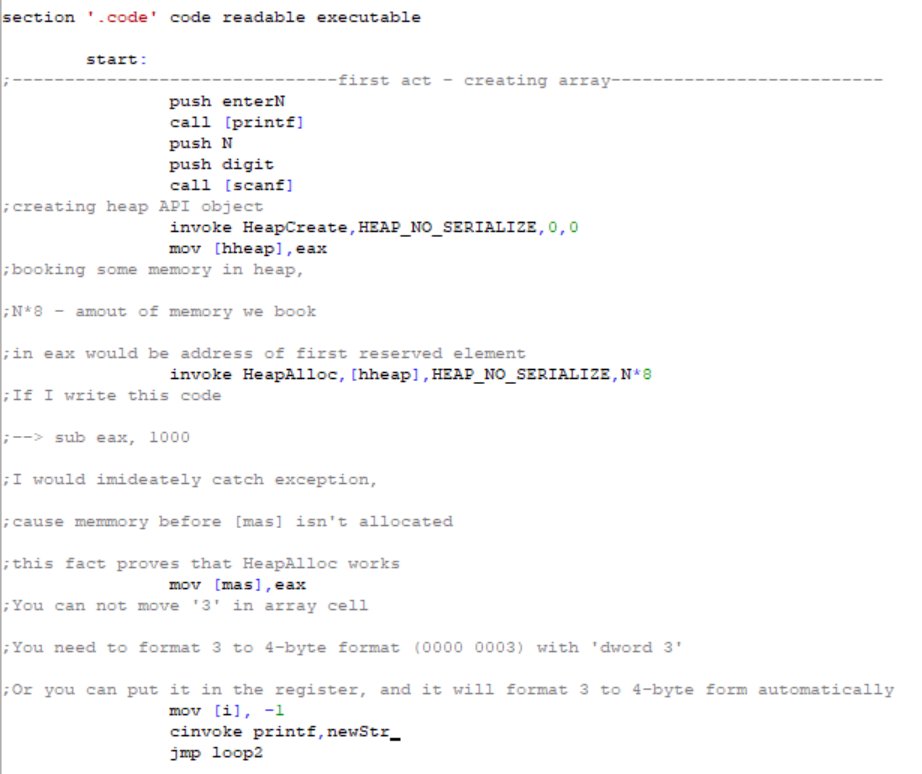 section '.code' code readable executable
start:
;-------------------------------first act - creating array--------------------------
push enterN
call [printf]
push N
push digit
call [scanf]
;creating heap API object
invoke HeapCreate,HEAP_NO_SERIALIZE,0,0
mov [hheap],eax
;booking some memory in heap,
;N*8 - amout of memory we book
;in eax would be address of first reserved element
invoke HeapAlloc,[hheap],HEAP_NO_SERIALIZE,N*8
;If I write this code
;--> sub eax, 1000
;I would imideately catch exception,
;cause memmory before [mas] isn't allocated
;this fact proves that HeapAlloc works
mov [mas],eax
;You can not move '3' in array cell
;You need to format 3 to 4-byte format (0000 0003) with 'dword 3'
;Or you can put it in the register, and it will format 3 to 4-byte form automatically
mov [i], -1
cinvoke printf,newStr_
jmp loop2